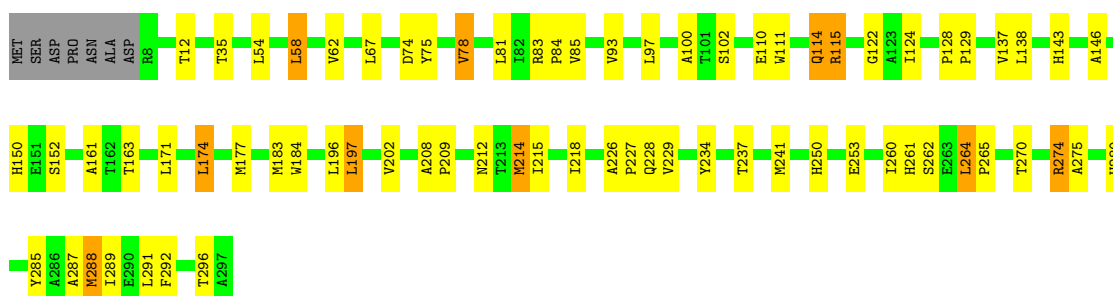 MET SER ASP PRO ASN ALA ASP R8 T12 T35 L54 L58 V62 L67 D74 Y75 V78 L81 I82 R83 P84 V85 V93 L97 A100 T101 S102 E110 W111 Q114 R115 G122 A123 I124 P128 P129 V137 L138 H143 A146
H150 E151 S152 A161 T162 T163 L171 L174 M177 M183 W184 L196 L197 V202 A208 P209 N212 T213 M214 I215 I218 A226 P227 Q228 V229 Y234 T237 M241 H250 E253 I260 H261 S262 E263 L264 P265 T270 R274 A275
Y285 A286 A287 M288 I289 E290 L291 F292 T296 A297